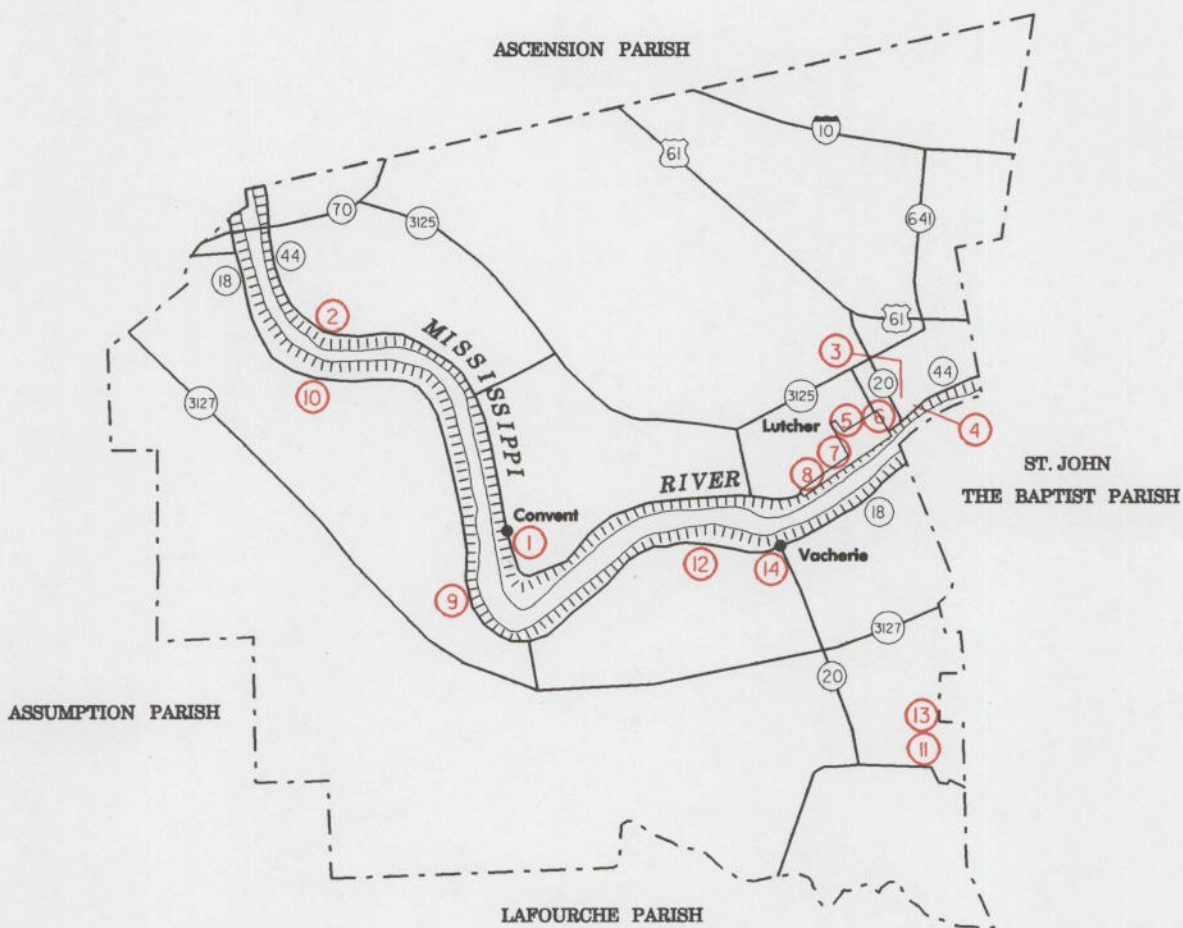 ASCENSION PARISH
10
61
641
70
3125
44
18
2
MISSISSIPPI
61
3
3127
10
3125
20
44
Lutcher
5
6
4
7
8
ST. JOHN
THE BAPTIST PARISH
RIVER
18
Convent
1
12
14
Vacherie
9
3127
20
ASSUMPTION PARISH
13
11
LAFOURCHE PARISH